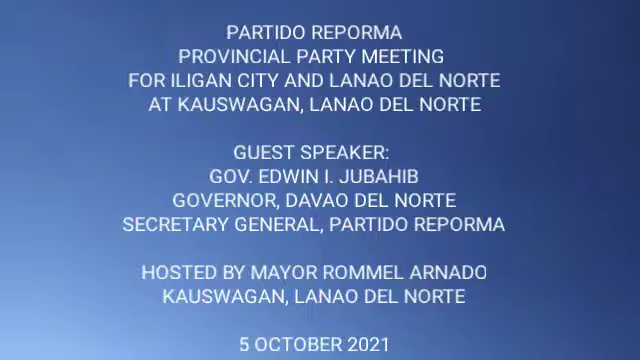 PARTIDO REPORMA
PROVINCIAL PARTY MEETING
FOR ILIGAN CITY AND LANAO DEL NORTE
AT KAUSWAGAN, LANAO DEL NORTE
GUEST SPEAKER:
GOV. EDWIN I. JUBAHIB
GOVERNOR, DAVAO DEL NORTE
SECRETARY GENERAL, PARTIDO REPORMA
HOSTED BY MAYOR ROMMEL ARNADO
KAUSWAGAN, LANAO DEL NORTE
5 OCTOBER 2021